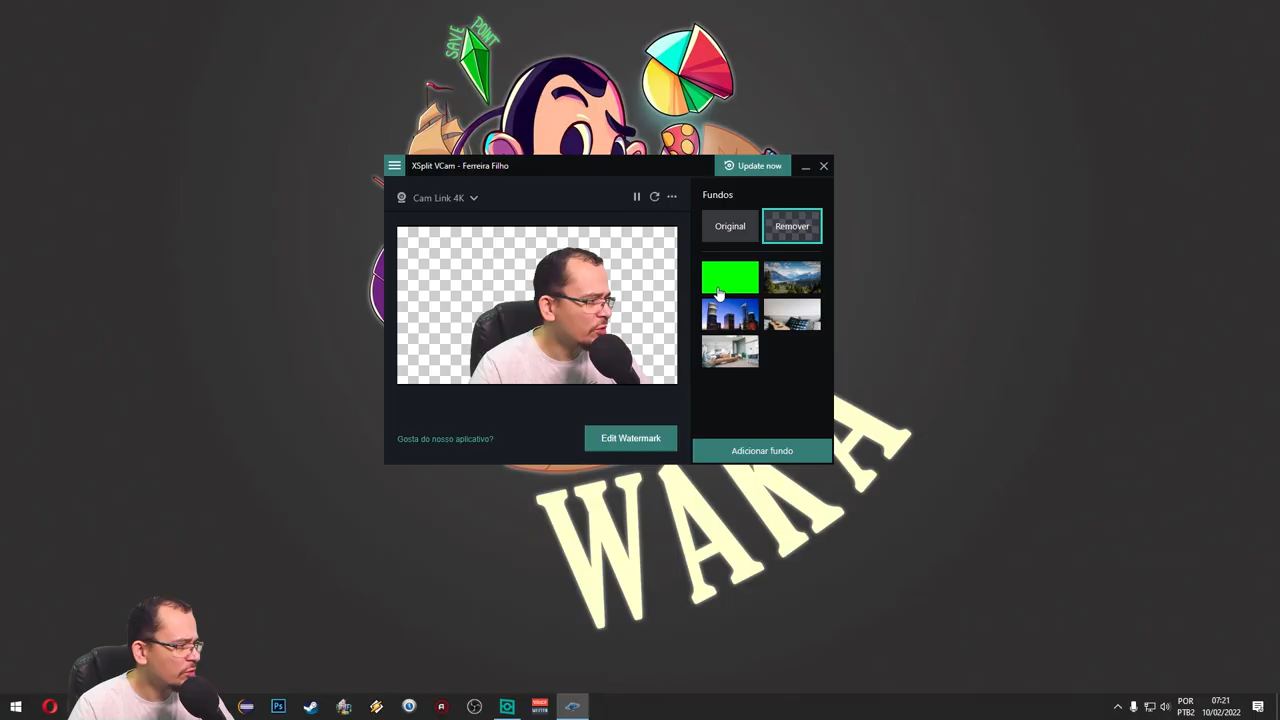 SAVE POINT
XSplit VCam - Ferreira Filho
Update now
Cam Link 4K
Fundos
Original
Remover
Gosta do nosso aplicativo?
Edit Watermark
Adicionar fundo
WAKA
Ps
POR
PTB2
07:21
10/02/2022